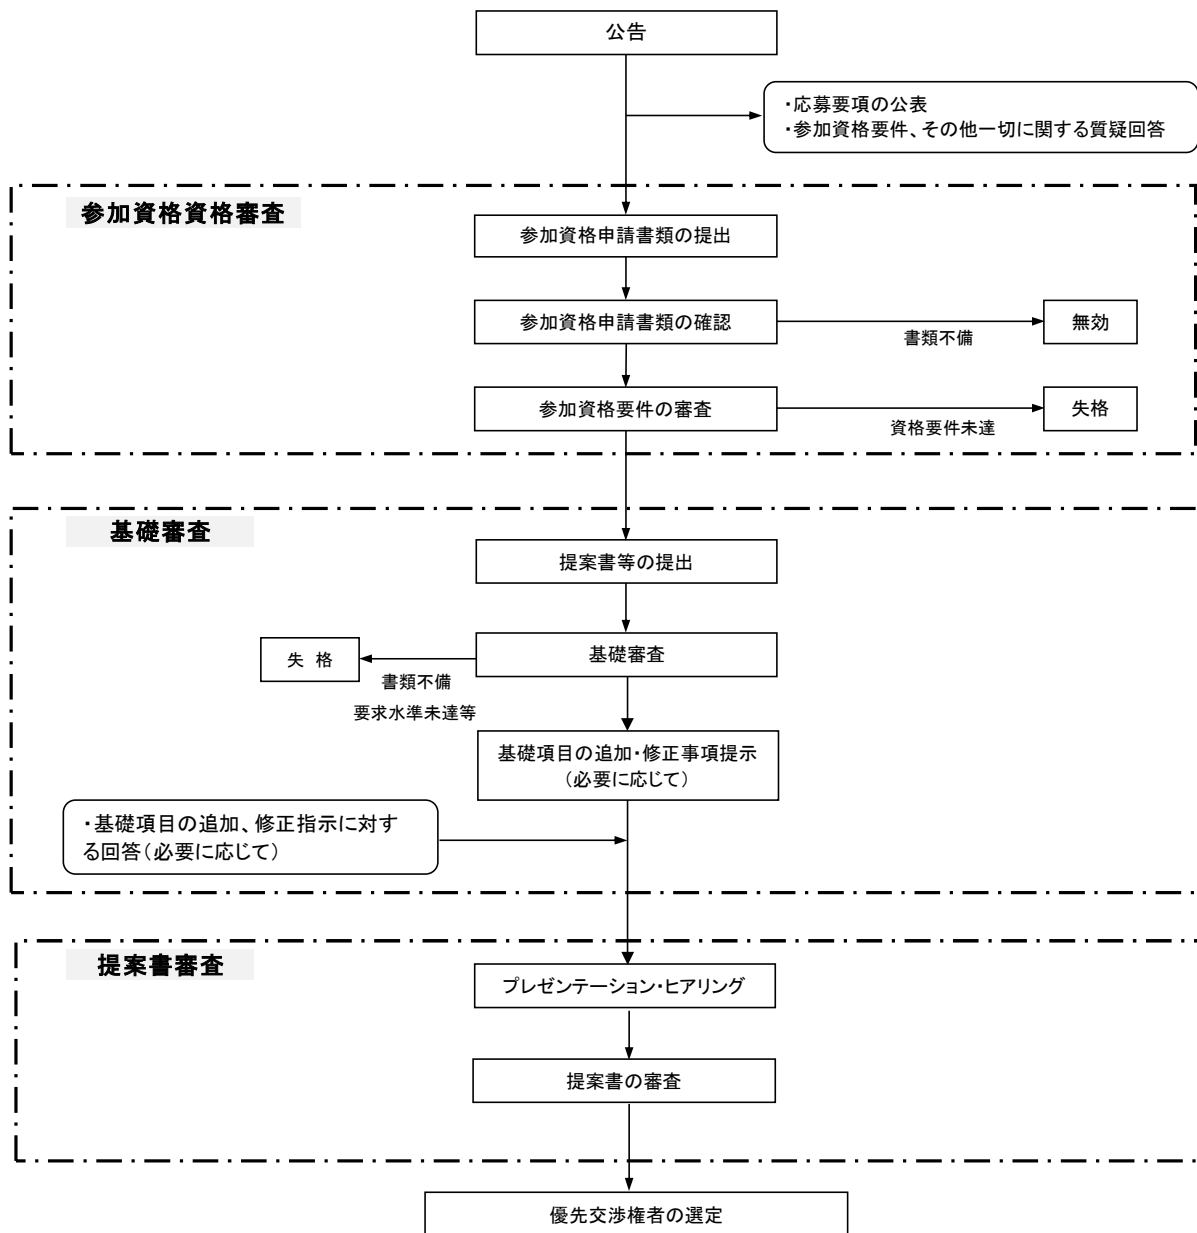 公告
・応募要項の公表
・参加資格要件、その他一切に関する質疑回答
参加資格資格審査
参加資格申請書類の提出
参加資格申請書類の確認
書類不備
無効
参加資格要件の審査
資格要件未達
失格
基礎審査
提案書等の提出
基礎審査
失 格
書類不備
要求水準未達等
基礎項目の追加・修正事項提示
（必要に応じて）
・基礎項目の追加、修正指示に対す
る回答（必要に応じて）
提案書審査
プレゼンテーション・ヒアリング
提案書の審査
優先交渉権者の選定